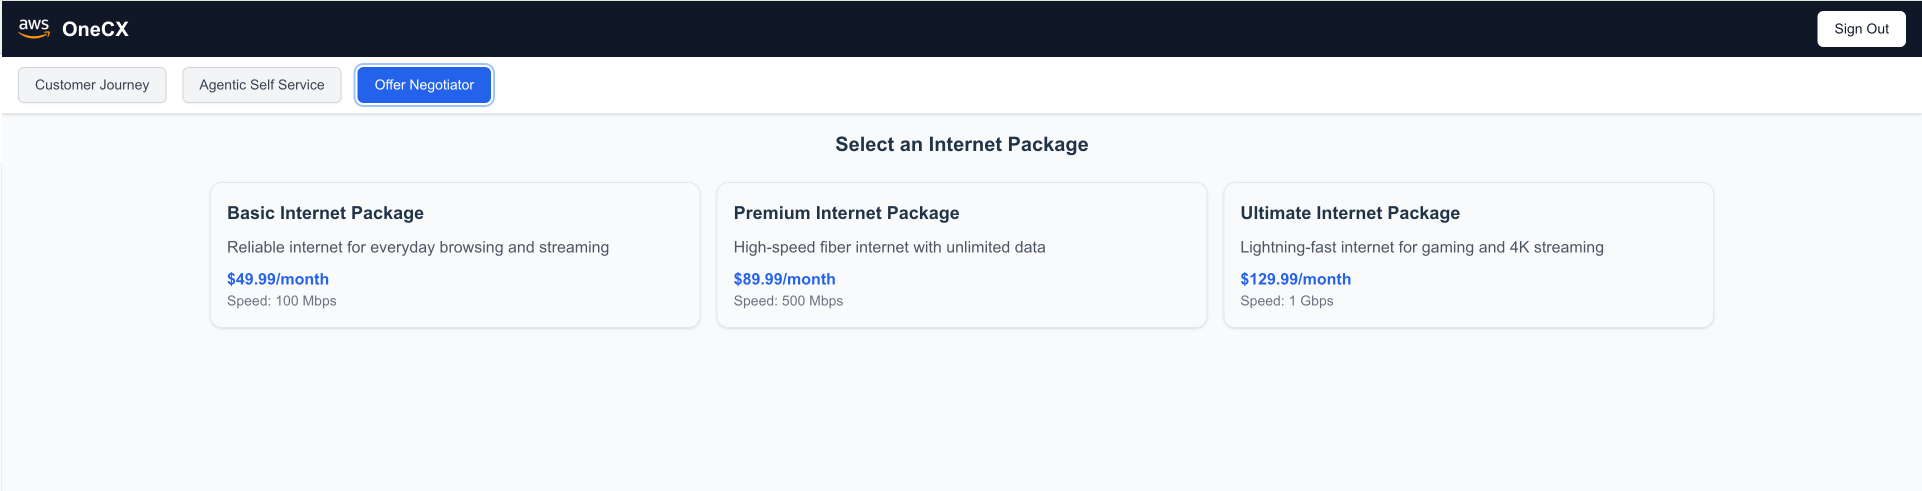 aws OneCX
Sign Out
Customer Journey
Agentic Self Service
Offer Negotiator
Select an Internet Package
Basic Internet Package
Reliable internet for everyday browsing and streaming
$49.99/month
Speed: 100 Mbps
Premium Internet Package
High-speed fiber internet with unlimited data
$89.99/month
Speed: 500 Mbps
Ultimate Internet Package
Lightning-fast internet for gaming and 4K streaming
$129.99/month
Speed: 1 Gbps